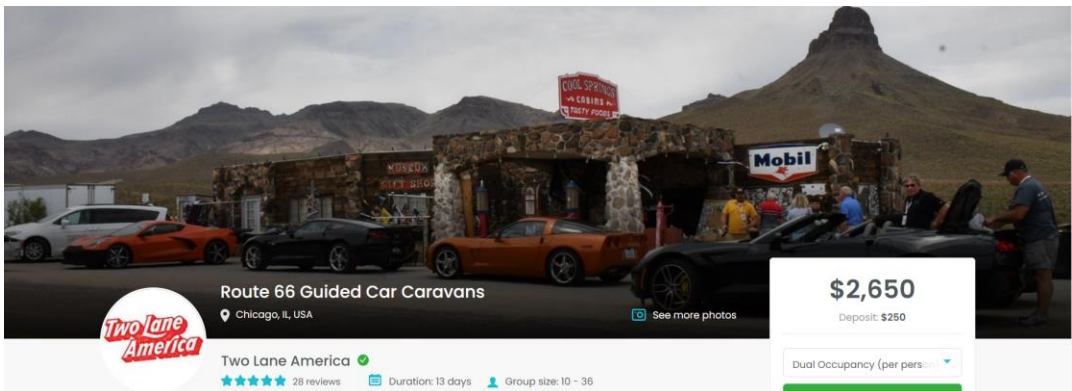 COOL SPRINGS
CABINS
TASTY FOODS
MUSEUM
GIFT SHOP
Mobil
Route 66 Guided Car Caravans
Chicago, IL, USA
See more photos
$2,650
Deposit: $250
Two Lane
America
Two Lane America
28 reviews
Duration: 13 days
Group size: 10 - 36
Dual Occupancy (per person)